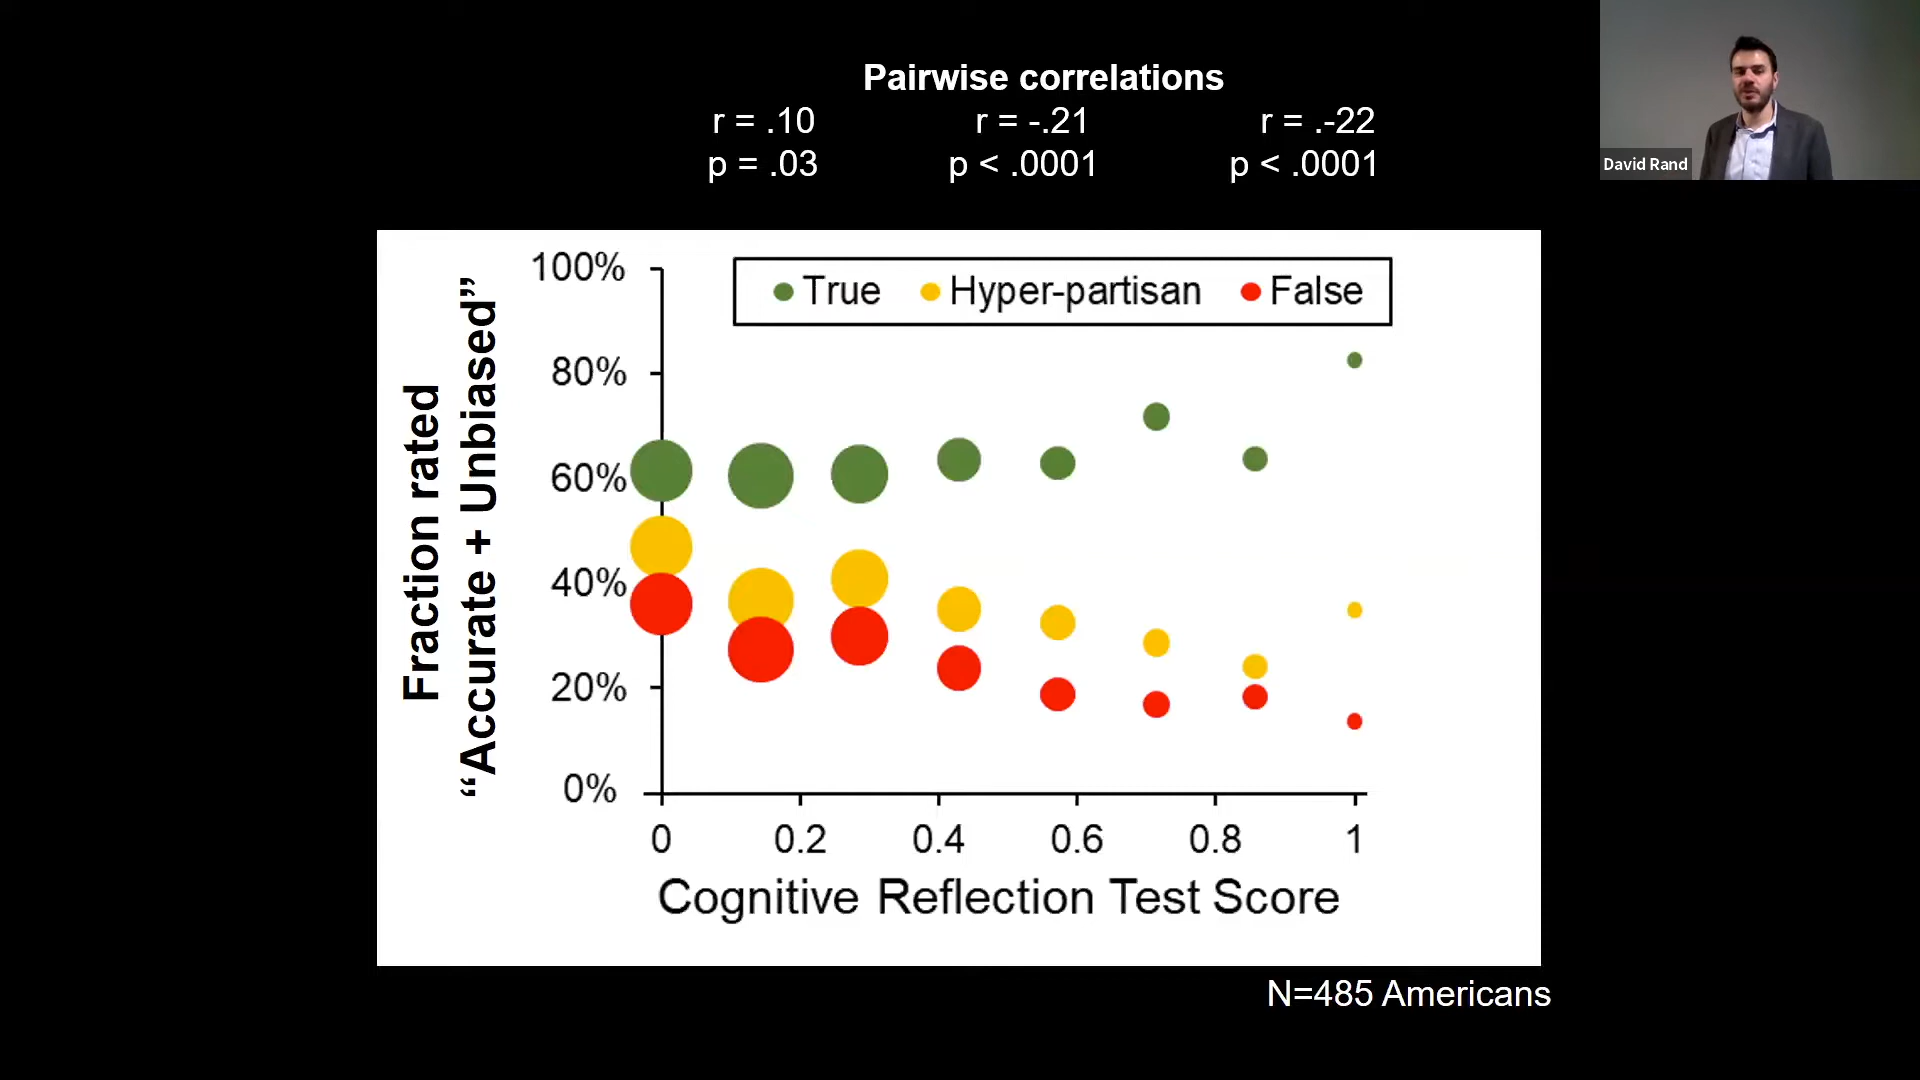 Pairwise correlations
r = .10 r = -.21 r = .-22
p = .03 p < .0001 p < .0001
David Rand
True Hyper-partisan False
Fraction rated
“Accurate + Unbiased”
100%
80%
60%
40%
20%
0%
0 0.2 0.4 0.6 0.8 1
Cognitive Reflection Test Score
N=485 Americans